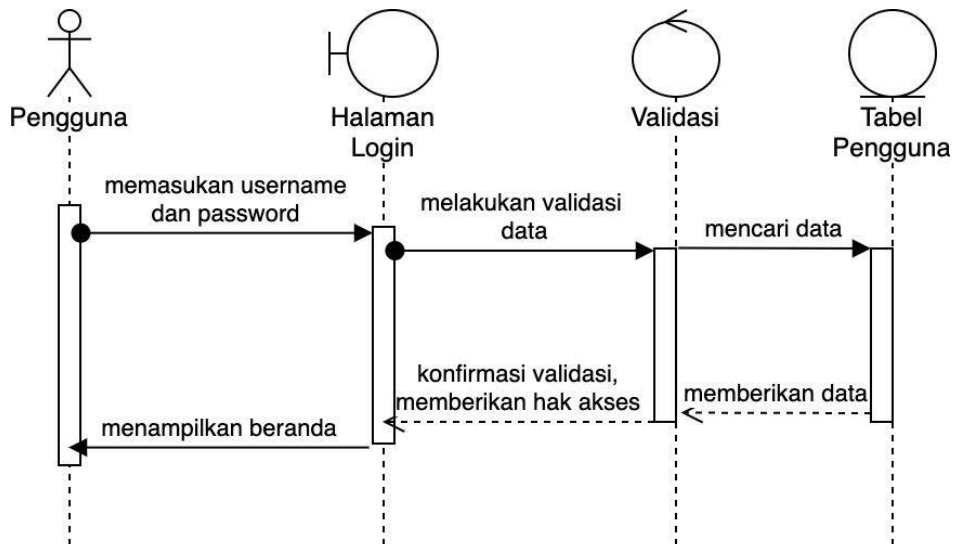 Pengguna
Halaman
Login
Validasi
Tabel
Pengguna
memasukan username
dan password
melakukan validasi
data
mencari data
konfirmasi validasi,
memberikan hak akses
memberikan data
menampilkan beranda